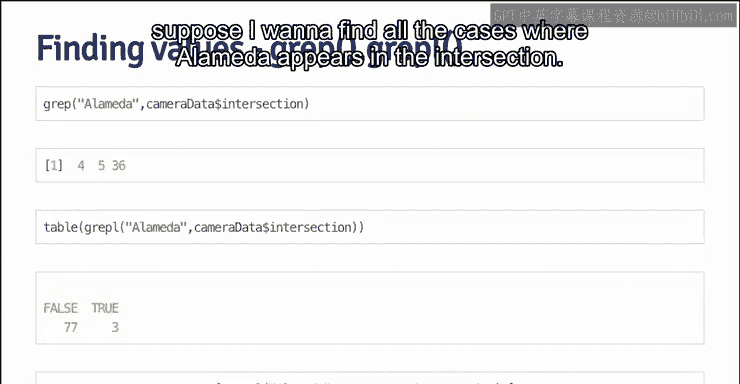 suppose I wanna find all the cases where
Alameda appears in the intersection.
Finding values - grep(),grepl()
grep("Alameda",cameraData$intersection)
[1] 4 5 36
table(grepl("Alameda",cameraData$intersection))
FALSE TRUE
77 3